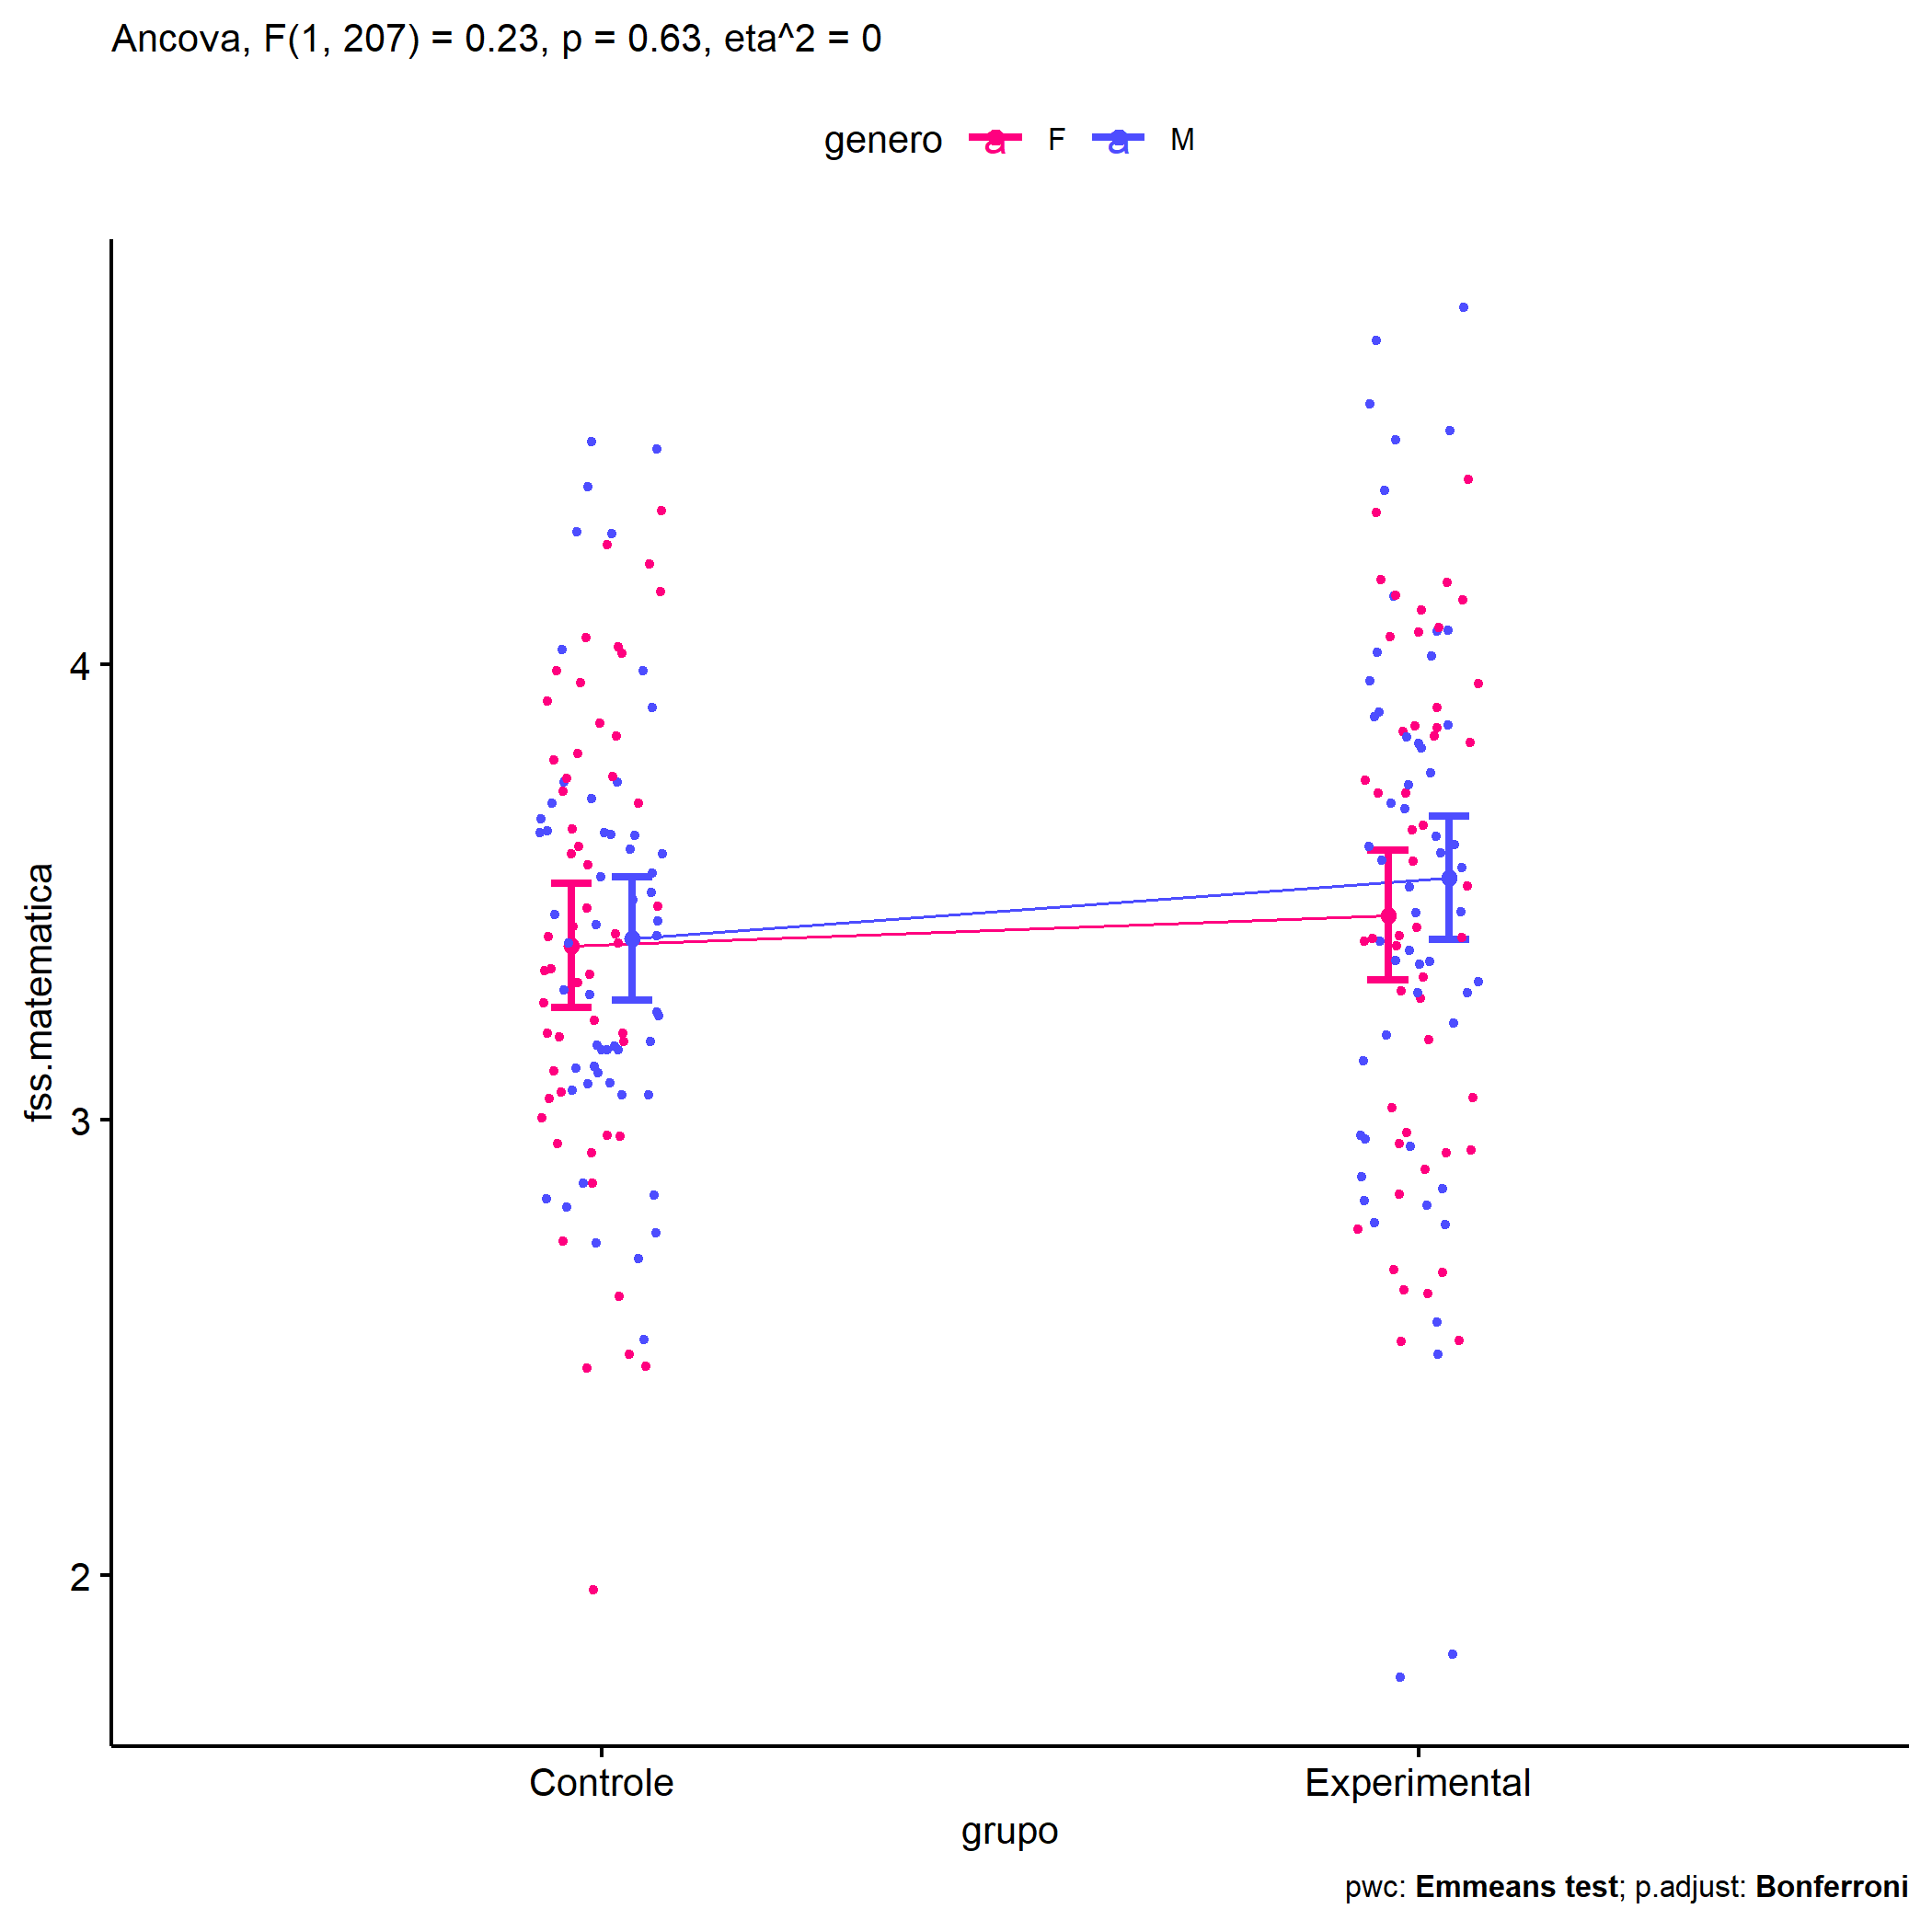 Ancova, F(1, 207) = 0.23, p = 0.63, eta^2 = 0
genero a F a M
fss.matematica
4
3
2
Controle
Experimental
grupo
pwc: Emmeans test; p.adjust: Bonferroni